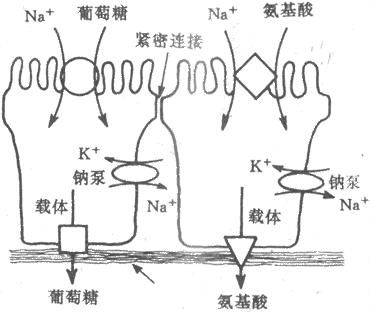 Na⁺ 葡萄糖 Na⁺ 氨基酸
紧密连接
K⁺ K⁺
钠泵 钠泵
载体 Na⁺ 载体 Na⁺
葡萄糖 氨基酸